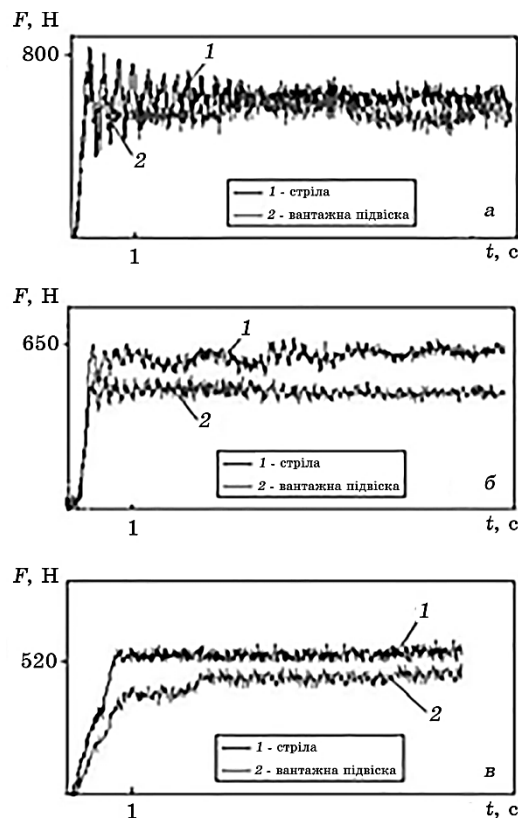 F, Н
800
1
2
1 - стріла
2 - вантажна підвіска
а
1
t, с
F, Н
650
1
2
1 - стріла
2 - вантажна підвіска
б
1
t, с
F, Н
520
1
2
1 - стріла
2 - вантажна підвіска
в
1
t, с